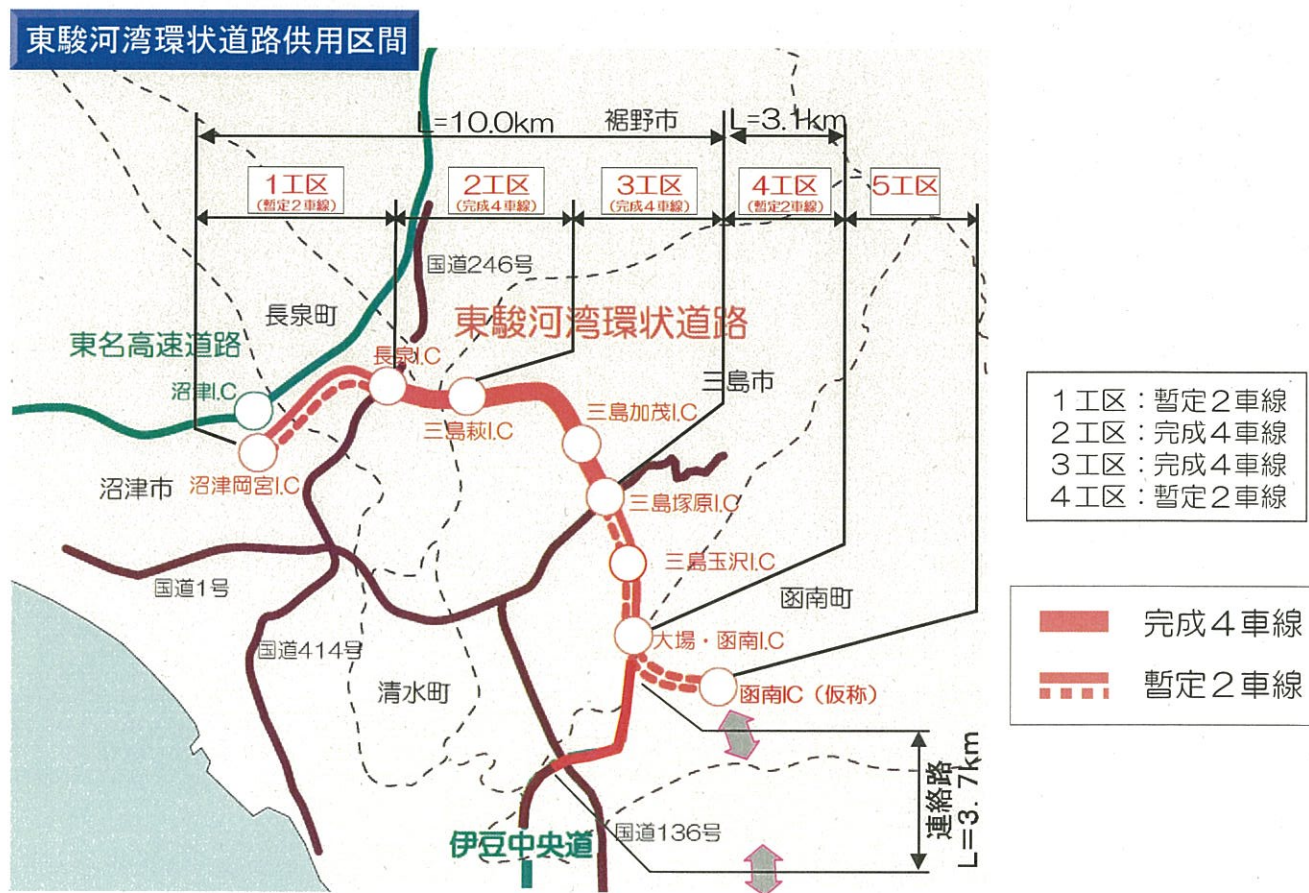 東駿河湾環状道路供用区間
L=10.0km
裾野市
L=3.1km
1工区
(暫定2車線)
2工区
(完成4車線)
3工区
(完成4車線)
4工区
(暫定2車線)
5工区
国道246号
長泉町
東駿河湾環状道路
東名高速道路
長泉I.C
沼津I.C
三島市
三島萩I.C
三島加茂I.C
沼津市
沼津岡宮I.C
三島塚原I.C
三島玉沢I.C
国道1号
函南町
国道414号
大場・函南I.C
清水町
函南IC(仮称)
連絡路
L=3.7km
伊豆中央道
国道136号
1工区:暫定2車線
2工区:完成4車線
3工区:完成4車線
4工区:暫定2車線
完成4車線
暫定2車線